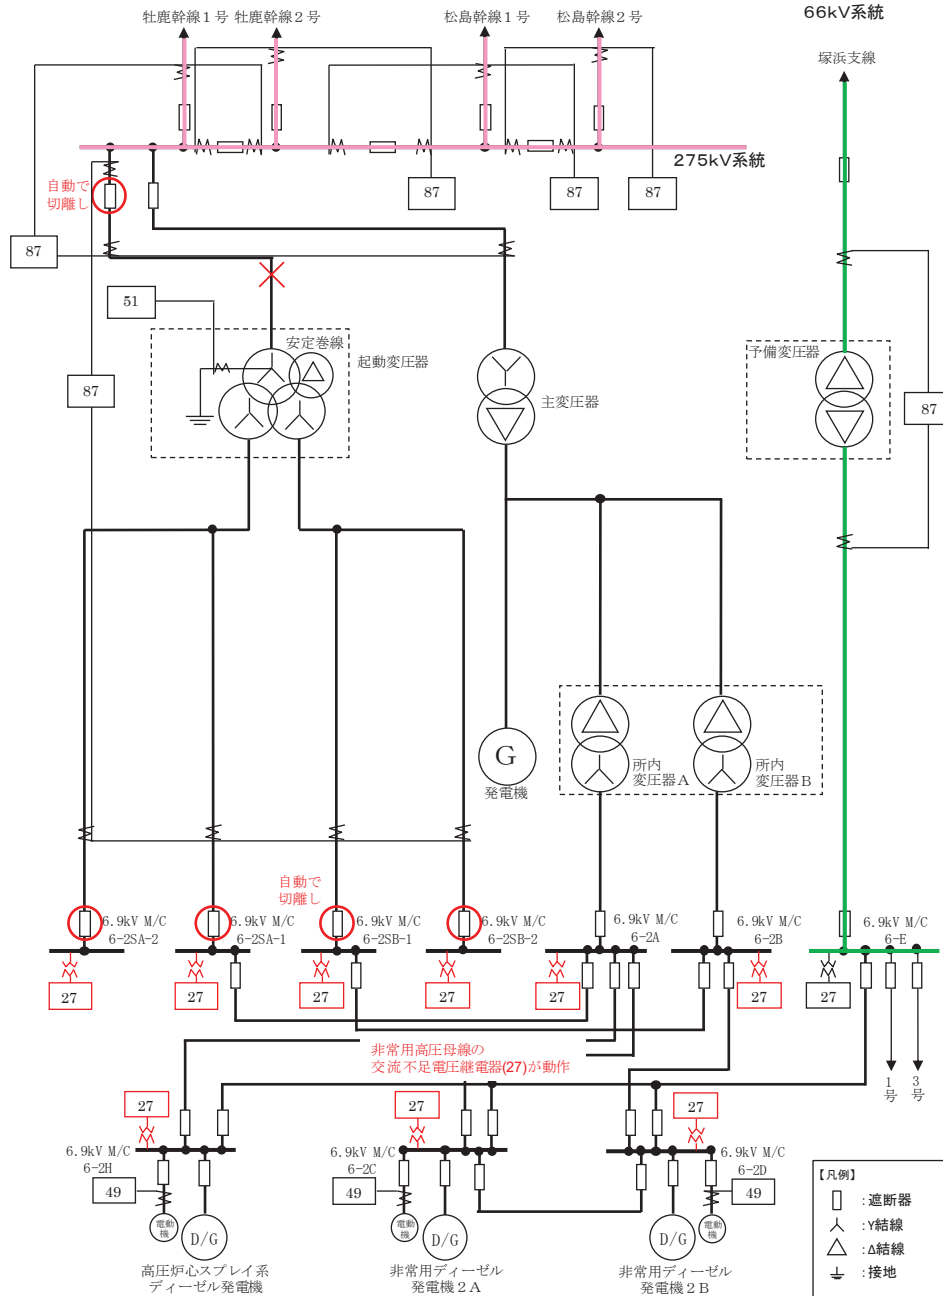 牡鹿幹線１号
牡鹿幹線２号
松島幹線１号
松島幹線２号
66kV系統
塚浜支線
275kV系統
自動で
切離し
87
87
87
87
51
87
安定巻線
起動変圧器
主変圧器
予備変圧器
87
G
発電機
所内
変圧器Ａ
所内
変圧器Ｂ
自動で
切離し
6.9kV M/C
6-2SA-2
6.9kV M/C
6-2SA-1
6.9kV M/C
6-2SB-1
6.9kV M/C
6-2SB-2
6.9kV M/C
6-2A
6.9kV M/C
6-2B
6.9kV M/C
6-E
27
27
27
27
27
27
27
非常用高圧母線の
交流不足電圧継電器(27)が動作
1号
3号
27
27
27
6.9kV M/C
6-2H
6.9kV M/C
6-2C
6.9kV M/C
6-2D
49
49
49
電動機
D/G
電動機
D/G
D/G
電動機
高圧炉心スプレイ系
ディーゼル発電機
非常用ディーゼル
発電機２Ａ
非常用ディーゼル
発電機２Ｂ
【凡例】
:遮断器
:Y結線
:Δ結線
:接地